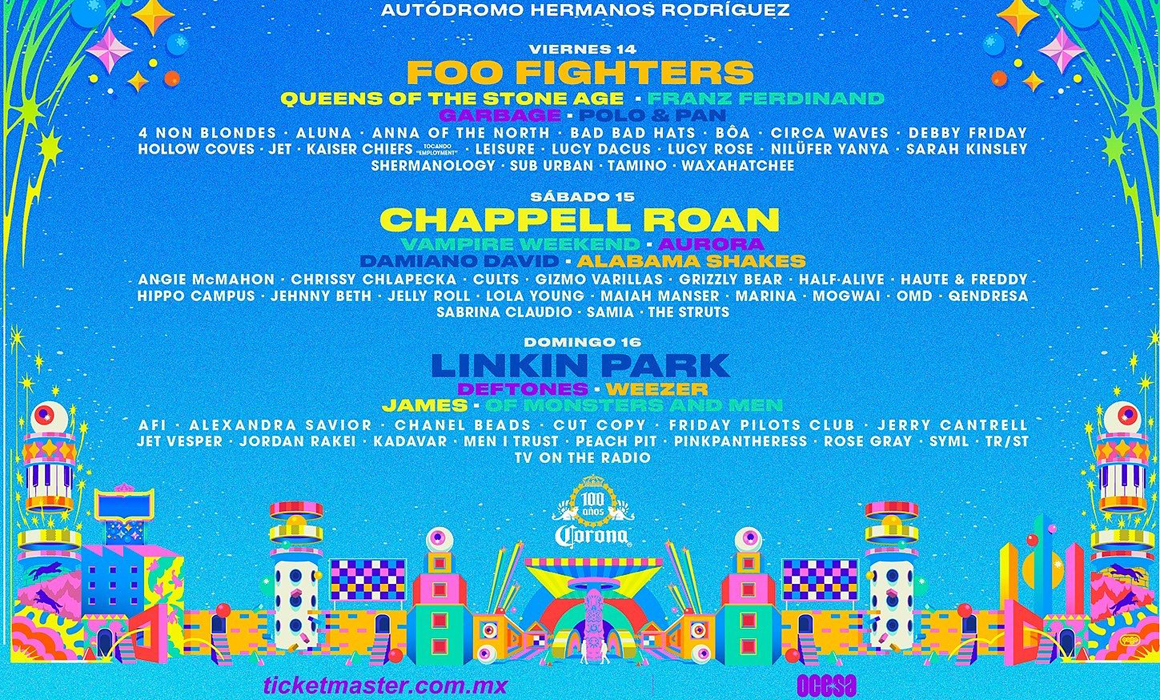 AUTÓDROMO HERMANOS RODRÍGUEZ
VIERNES 14
FOO FIGHTERS
QUEENS OF THE STONE AGE · FRANZ FERDINAND
GARBAGE · POLO & PAN
4 NON BLONDES · ALUNA · ANNA OF THE NORTH · BAD BAD HATS · BÔA · CIRCA WAVES · DEBBY FRIDAY
HOLLOW COVES · JET · KAISER CHIEFS TOCANDO "EMPLOYMENT" · LEISURE · LUCY DACUS · LUCY ROSE · NILÜFER YANYA · SARAH KINSLEY
SHERMANOLOGY · SUB URBAN · TAMINO · WAXAHATCHEE
SÁBADO 15
CHAPPELL ROAN
VAMPIRE WEEKEND · AURORA
DAMIANO DAVID · ALABAMA SHAKES
ANGIE McMAHON · CHRISSY CHLAPECKA · CULTS · GIZMO VARILLAS · GRIZZLY BEAR · HALF·ALIVE · HAUTE & FREDDY
HIPPO CAMPUS · JEHNNY BETH · JELLY ROLL · LOLA YOUNG · MAIAH MANSER · MARINA · MOGWAI · OMD · QENDRESA
SABRINA CLAUDIO · SAMIA · THE STRUTS
DOMINGO 16
LINKIN PARK
DEFTONES · WEEZER
JAMES · OF MONSTERS AND MEN
AFI · ALEXANDRA SAVIOR · CHANEL BEADS · CUT COPY · FRIDAY PILOTS CLUB · JERRY CANTRELL
JET VESPER · JORDAN RAKEI · KADAVAR · MEN I TRUST · PEACH PIT · PINKPANTHERESS · ROSE GRAY · SYML · TR/ST
TV ON THE RADIO
100
años
Corona
ticketmaster.com.mx
ocesa